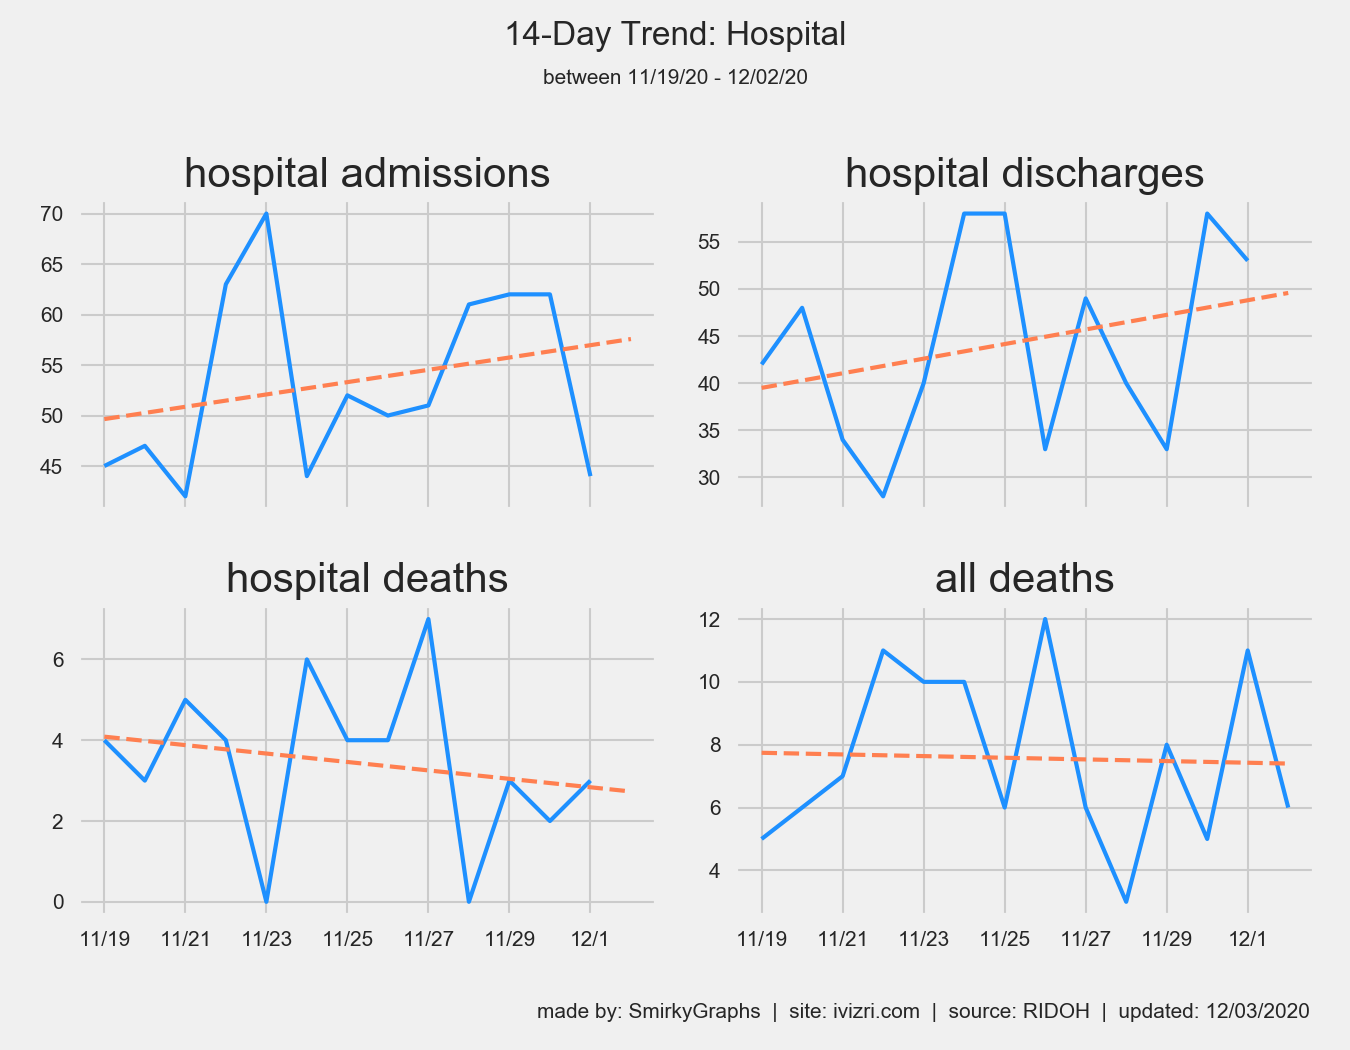 14-Day Trend: Hospital
between 11/19/20 - 12/02/20
hospital admissions
70
65
60
55
50
45
hospital discharges
55
50
45
40
35
30
hospital deaths
6
4
2
0
11/19 11/21 11/23 11/25 11/27 11/29 12/1
all deaths
12
10
8
6
4
11/19 11/21 11/23 11/25 11/27 11/29 12/1
made by: SmirkyGraphs | site: ivizri.com | source: RIDOH | updated: 12/03/2020